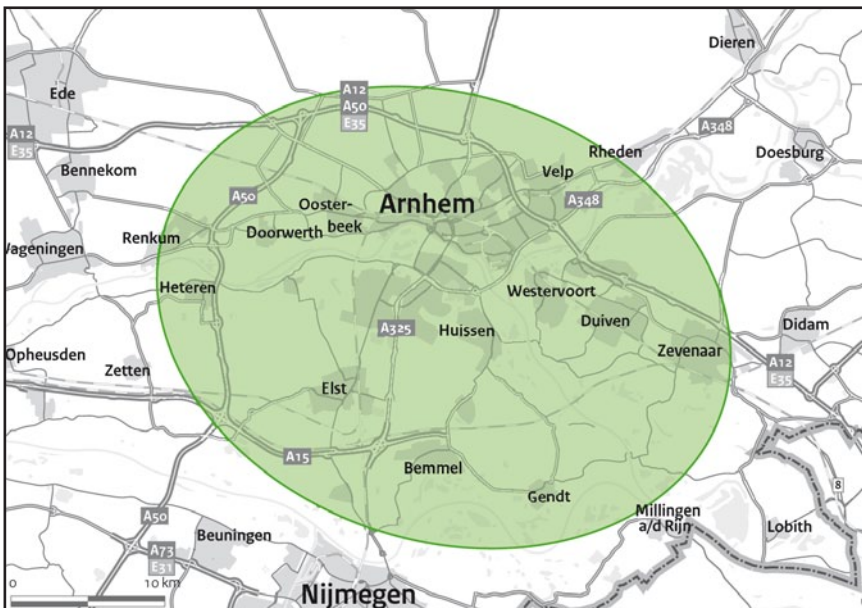 Dieren
A12
A50
E35
Ede
A12
E35
A348
Rheden
Doesburg
Velp
Bennekom
A50
Ooster-
beek
Arnhem
A348
Renkum
Doorwerth
Wageningen
Heteren
Westervoort
A325
Huissen
Duiven
Didam
Opheusden
Zetten
Zevenaar
A12
E35
Elst
A15
Bemmel
Gendt
8
Millingen
a/d Rijn
Lobith
A50
Beuningen
A73
E31
0
10 km
Nijmegen